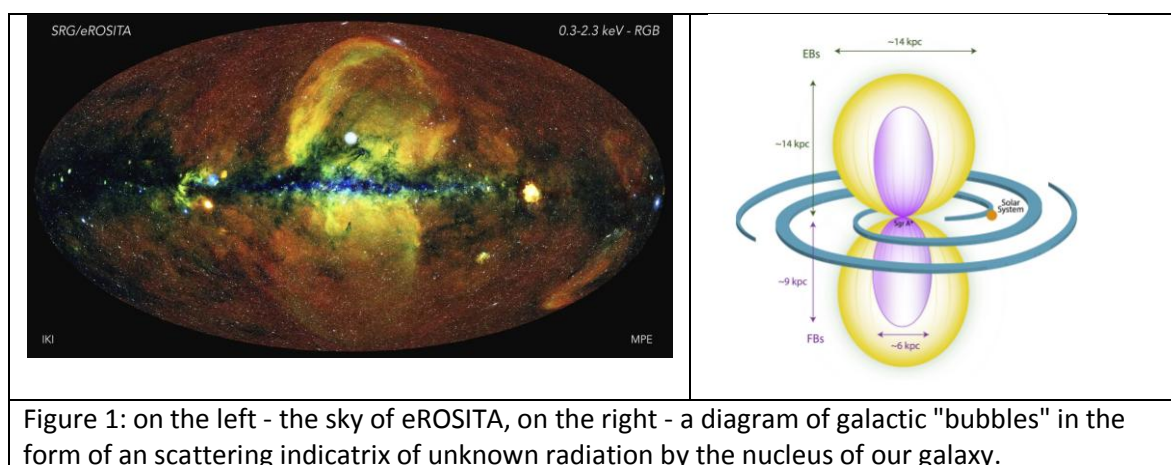 SRG/eROSITA
0.3-2.3 keV - RGB
IKI
MPE
~14 kpc
EBs
~14 kpc
Solar
System
Sgr A*
~9 kpc
FBs
~6 kpc
Figure 1: on the left - the sky of eROSITA, on the right - a diagram of galactic "bubbles" in the
form of an scattering indicatrix of unknown radiation by the nucleus of our galaxy.